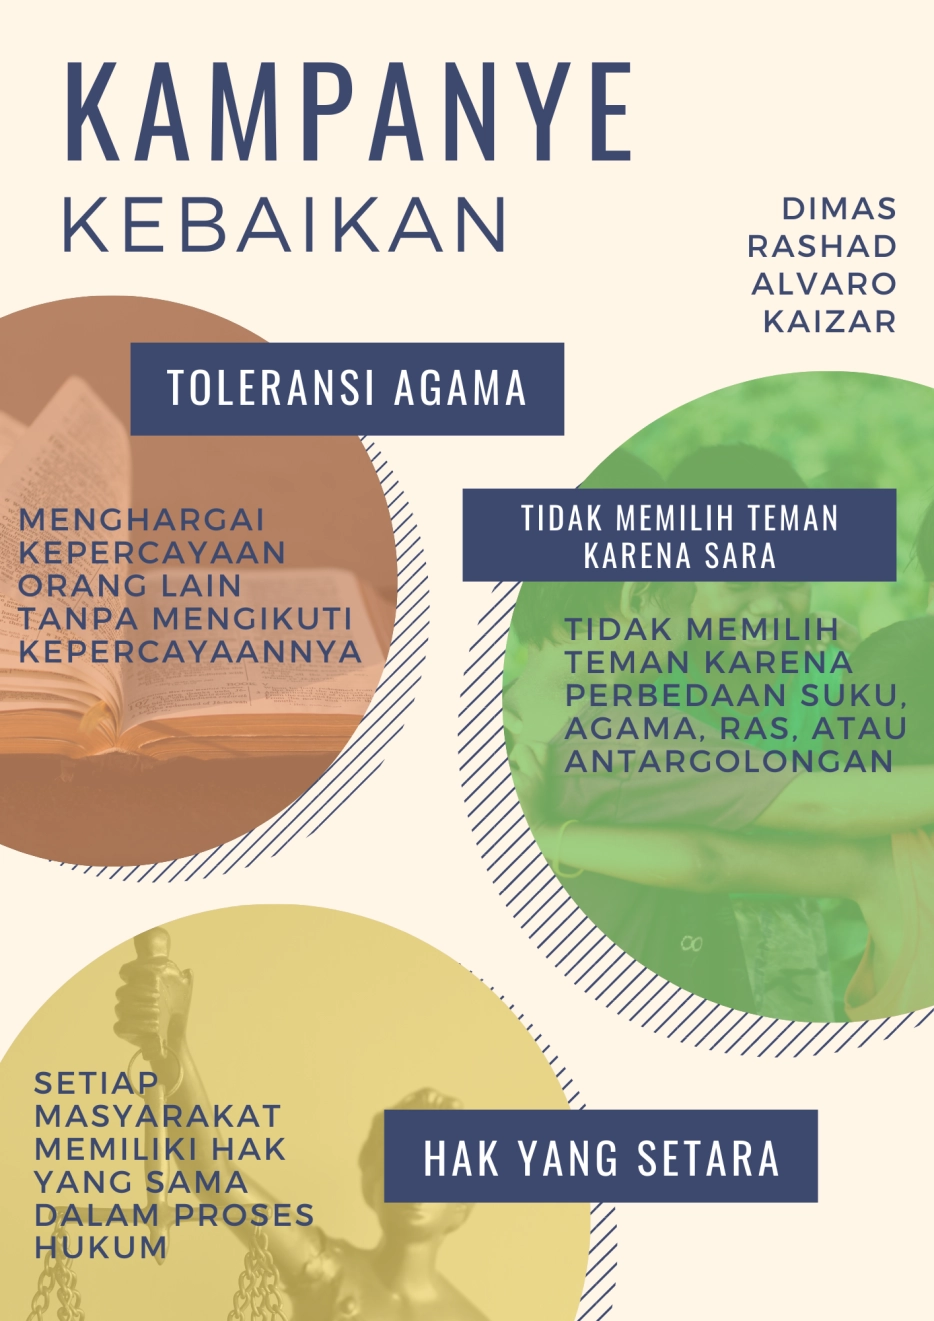 KAMPANYE
KEBAIKAN
DIMAS
RASHAD
ALVARO
KAIZAR
TOLERANSI AGAMA
MENGHARGAI
KEPERCAYAAN
ORANG LAIN
TANPA MENGIKUTI
KEPERCAYAANNYA
TIDAK MEMILIH TEMAN
KARENA SARA
TIDAK MEMILIH
TEMAN KARENA
PERBEDAAN SUKU,
AGAMA, RAS, ATAU
ANTARGOLONGAN
SETIAP
MASYARAKAT
MEMILIKI HAK
YANG SAMA
DALAM PROSES
HUKUM
HAK YANG SETARA